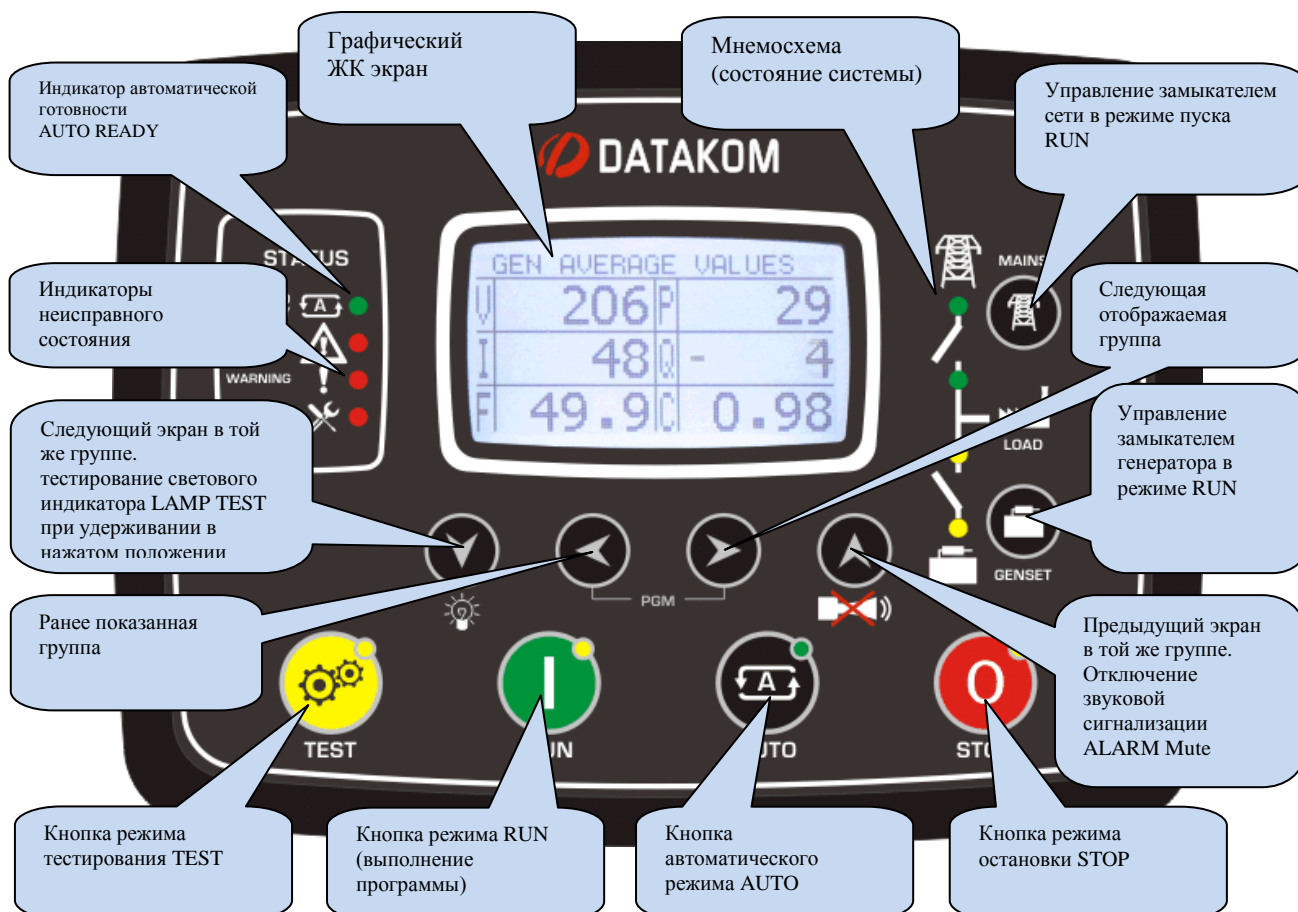 Графический
ЖК экран
Мнемосхема
(состояние системы)
Индикатор автоматической
готовности
AUTO READY
Управление замыкателем
сети в режиме пуска
RUN
DATAKOM
STATUS
GEN AVERAGE VALUES
V 206 P 29
I 48 Q - 4
F 49.9 C 0.98
MAINS
A
Индикаторы
неисправного
состояния
WARNING
Следующая
отображаемая
группа
LOAD
Следующий экран в той
же группе.
тестирование светового
индикатора LAMP TEST
при удерживании в
нажатом положении
Управление
замыкателем
генератора в
режиме RUN
GENSET
PGM
Ранее показанная
группа
Предыдущий экран
в той же группе.
Отключение
звуковой
сигнализации
ALARM Mute
I
A
O
TEST
UN
UTO
STO
Кнопка режима
тестирования TEST
Кнопка режима RUN
(выполнение
программы)
Кнопка
автоматического
режима AUTO
Кнопка режима
остановки STOP